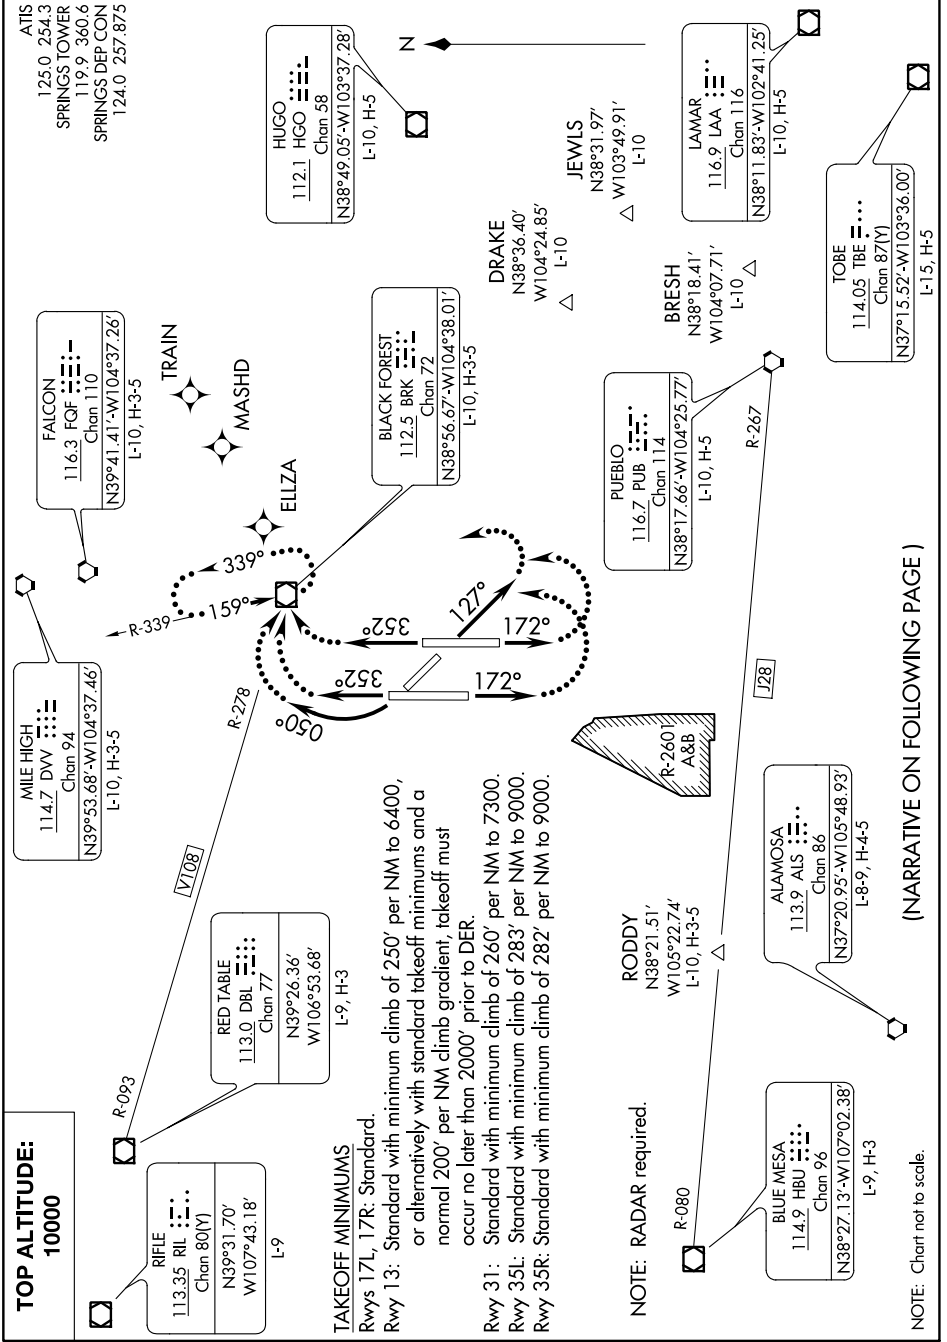 TOP ALTITUDE:
10000
ATIS
125.0 254.3
SPRINGS TOWER
119.9 360.6
SPRINGS DEP CON
124.0 257.875
MILE HIGH
114.7 DVV
Chan 94
N39°53.68'-W104°37.46'
L-10, H-3-5
FALCON
116.3 FQF
Chan 110
N39°41.41'-W104°37.26'
L-10, H-3-5
TRAIN
MASHD
ELLZA
RIFLE
113.35 RIL
Chan 80(Y)
N39°31.70'
W107°43.18'
L-9
RED TABLE
113.0 DBL
Chan 77
N39°26.36'
W106°53.68'
L-9, H-3
R-093
V108
R-278
R-339
339°
159°
BLACK FOREST
112.5 BRK
Chan 72
N38°56.67'-W104°38.01'
L-10, H-3-5
HUGO
112.1 HGO
Chan 58
N38°49.05'-W103°37.28'
L-10, H-5
N
050°
352°
352°
172°
172°
127°
TAKEOFF MINIMUMS
Rwys 17L, 17R: Standard.
Rwy 13: Standard with minimum climb of 250' per NM to 6400,
or alternatively with standard takeoff minimums and a
normal 200' per NM climb gradient, takeoff must
occur no later than 2000' prior to DER.
Rwy 31: Standard with minimum climb of 260' per NM to 7300.
Rwy 35L: Standard with minimum climb of 283' per NM to 9000.
Rwy 35R: Standard with minimum climb of 282' per NM to 9000.
DRAKE
N38°36.40'
W104°24.85'
L-10
JEWLS
N38°31.97'
W103°49.91'
L-10
BRESH
N38°18.41'
W104°07.71'
L-10
LAMAR
116.9 LAA
Chan 116
N38°11.83'-W102°41.25'
L-10, H-5
PUEBLO
116.7 PUB
Chan 114
N38°17.66'-W104°25.77'
L-10, H-5
TOBE
114.05 TBE
Chan 87(Y)
N37°15.52'-W103°36.00'
L-15, H-5
R-2601
A&B
NOTE: RADAR required.
RODDY
N38°21.51'
W105°22.74'
L-10, H-3-5
R-080
J28
R-267
BLUE MESA
114.9 HBU
Chan 96
N38°27.13'-W107°02.38'
L-9, H-3
ALAMOSA
113.9 ALS
Chan 86
N37°20.95'-W105°48.93'
L-8-9, H-4-5
(NARRATIVE ON FOLLOWING PAGE )
NOTE: Chart not to scale.